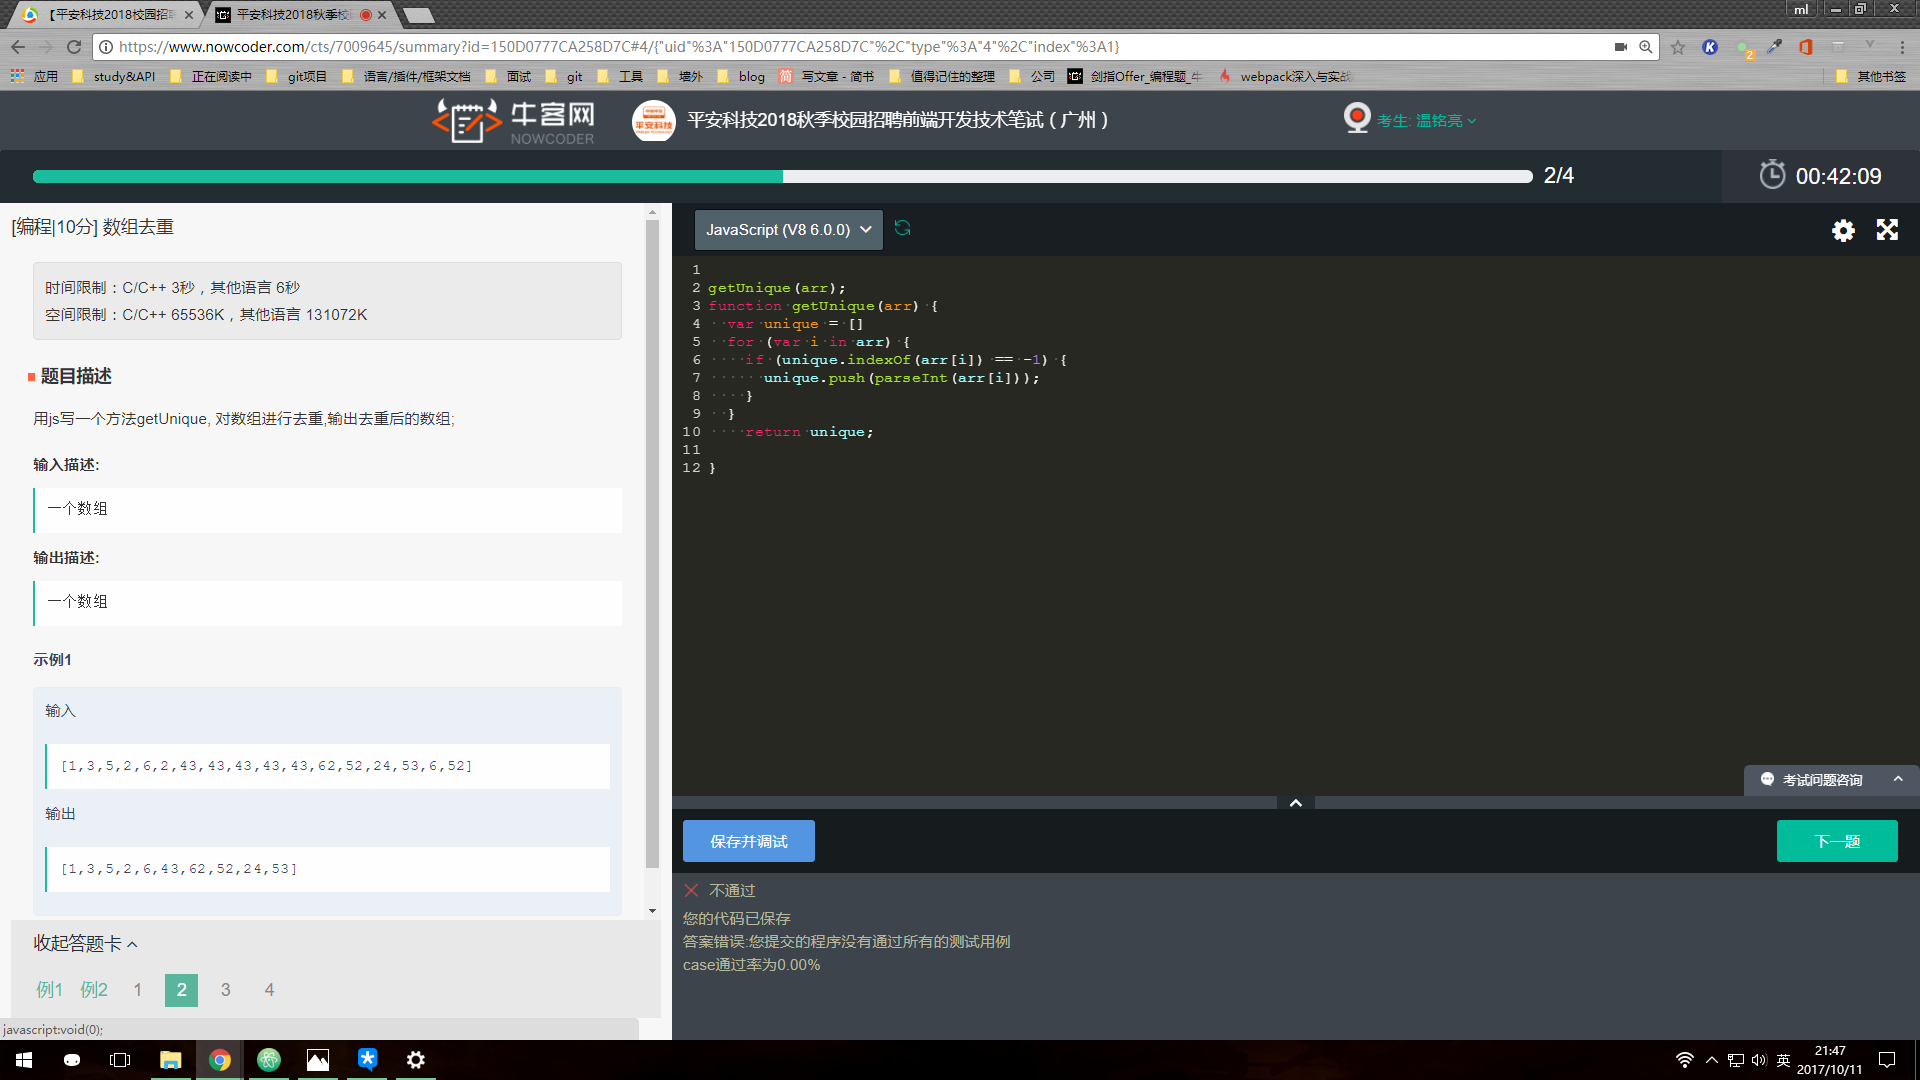 【平安科技2018校园招聘
平安科技2018秋季校
ml
https://www.nowcoder.com/cts/7009645/summary?id=150D0777CA258D7C#4/{"uid"%3A"150D0777CA258D7C"%2C"type"%3A"4"%2C"index"%3A1}
应用 study&API 正在阅读中 git项目 语言/插件/框架文档 面试 git 工具 墙外 blog 简 写文章 - 简书 值得记住的整理 公司 剑指Offer_编程题_牛 webpack深入与实战 其他书签
牛客网
NOWCODER
平安科技
平安科技2018秋季校园招聘前端开发技术笔试（广州）
考生: 温铭亮
2/4
00:42:09
[编程|10分] 数组去重
时间限制：C/C++ 3秒，其他语言 6秒
空间限制：C/C++ 65536K，其他语言 131072K
题目描述
用js写一个方法getUnique, 对数组进行去重,输出去重后的数组;
输入描述:
一个数组
输出描述:
一个数组
示例1
输入
[1,3,5,2,6,2,43,43,43,43,43,62,52,24,53,6,52]
输出
[1,3,5,2,6,43,62,52,24,53]
收起答题卡
例1 例2 1 2 3 4
javascript:void(0);
JavaScript (V8 6.0.0)
1
2 getUnique(arr);
3 function getUnique(arr) {
4 var unique = []
5 for (var i in arr) {
6 if (unique.indexOf(arr[i]) == -1) {
7 unique.push(parseInt(arr[i]));
8 }
9 }
10 return unique;
11
12 }
考试问题咨询
保存并调试
下一题
不通过
您的代码已保存
答案错误:您提交的程序没有通过所有的测试用例
case通过率为0.00%
英
21:47
2017/10/11